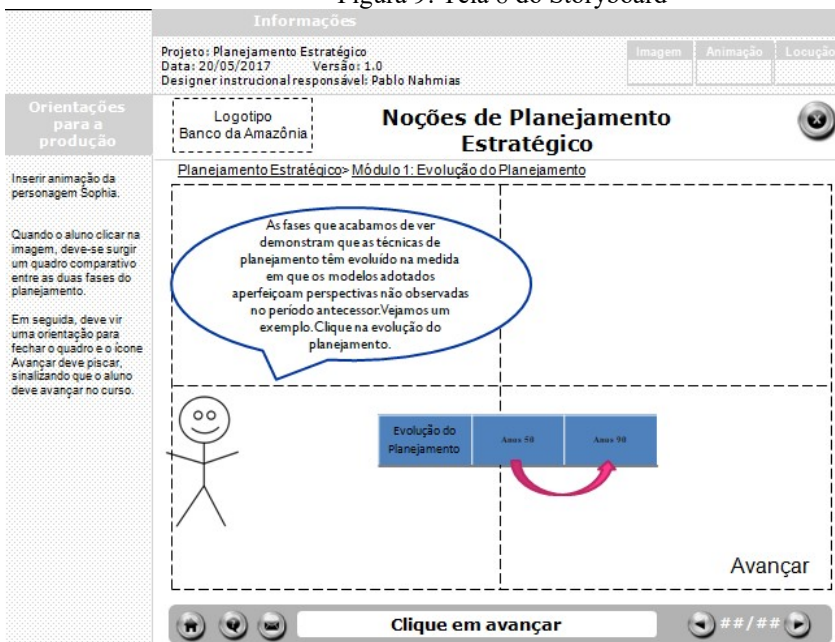 Figura 9: Tela 8 do Storyboard
Informações
Projeto: Planejamento Estratégico
Data: 20/05/2017 Versão: 1.0
Designer instrucional responsável: Pablo Nahmias
Imagem Animação Locução
Orientações
para a
produção
Inserir animação da
personagem Sophia.
Quando o aluno clicar na
imagem, deve-se surgir
um quadro comparativo
entre as duas fases do
planejamento.
Em seguida, deve vir
uma orientação para
fechar o quadro e o ícone
Avançar deve piscar,
sinalizando que o aluno
deve avançar no curso.
Logotipo
Banco da Amazônia
Noções de Planejamento
Estratégico
Planejamento Estratégico> Módulo 1: Evolução do Planejamento
As fases que acabamos de ver
demonstram que as técnicas de
planejamento têm evoluído na medida
em que os modelos adotados
aperfeiçoam perspectivas não observadas
no período antecessor. Vejamos um
exemplo. Clique na evolução do
planejamento.
Evolução do
Planejamento
Anos 50
Anos 90
Avançar
Clique em avançar
##/##